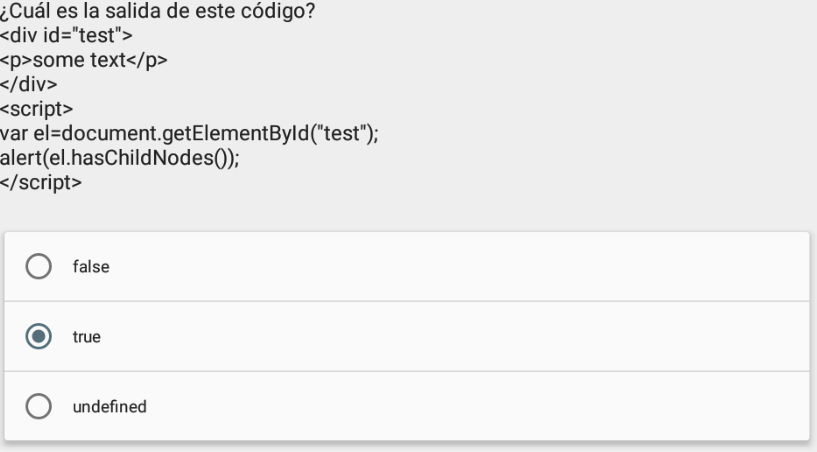 ¿Cuál es la salida de este código?
<div id="test">
<p>some text</p>
</div>
<script>
var el=document.getElementById("test");
alert(el.hasChildNodes());
</script>
false
true
undefined